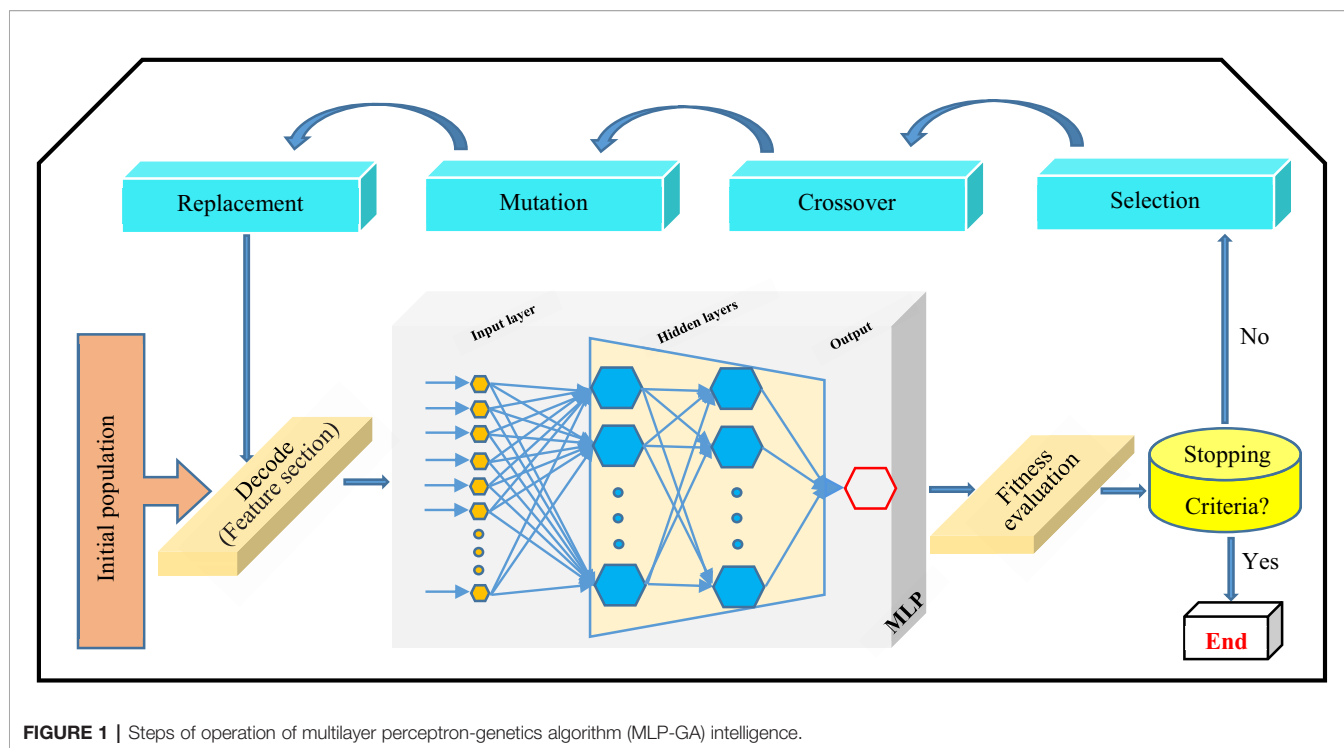 Replacement
Mutation
Crossover
Selection
Input layer
Hidden layers
Output
No
Initial population
Decode
(Feature section)
Fitness
evaluation
Stopping
Criteria?
Yes
MLP
End
FIGURE 1 | Steps of operation of multilayer perceptron-genetics algorithm (MLP-GA) intelligence.